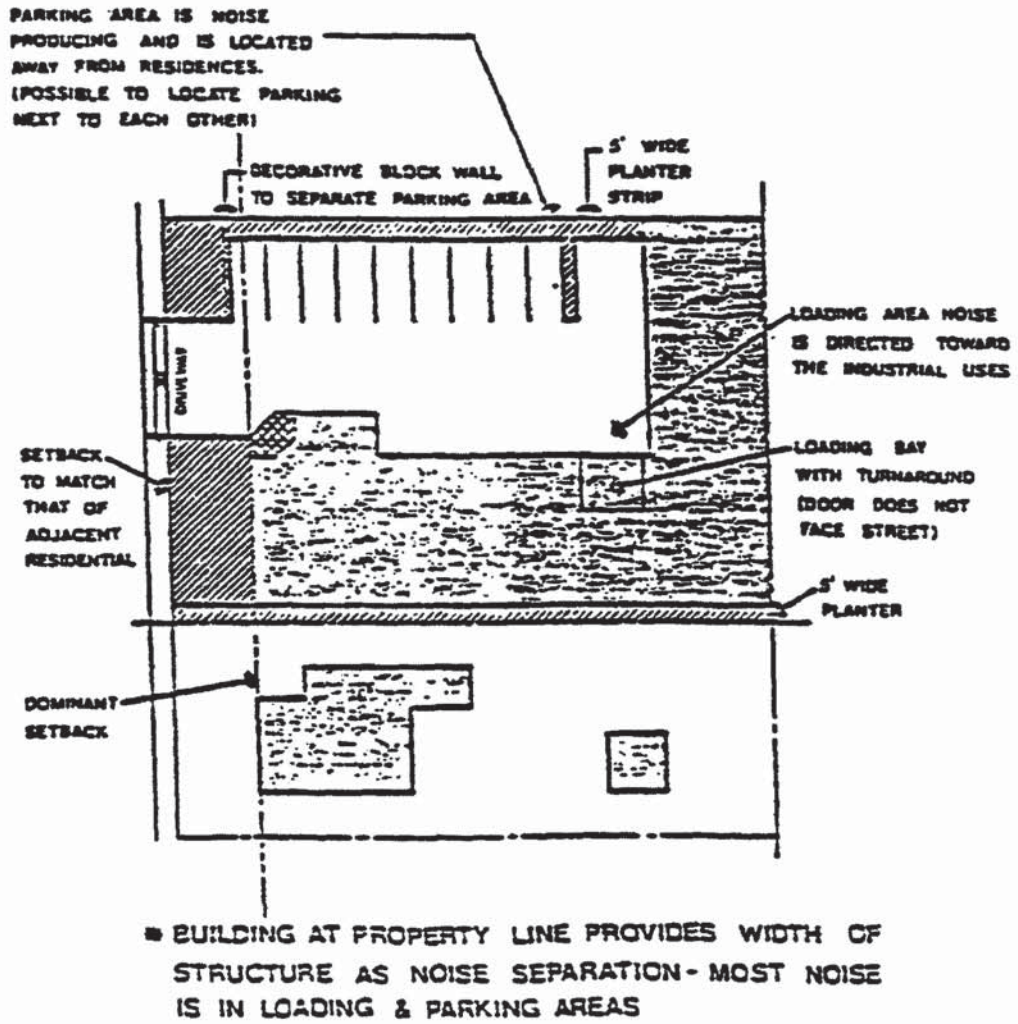 PARKING AREA IS NOISE
PRODUCING AND IS LOCATED
AWAY FROM RESIDENCES.
(POSSIBLE TO LOCATE PARKING
NEXT TO EACH OTHER)
DECORATIVE BLOCK WALL
TO SEPARATE PARKING AREA
5' WIDE
PLANTER
STRIP
LOADING AREA NOISE
IS DIRECTED TOWARD
THE INDUSTRIAL USES
DRIVEWAY
SETBACK
TO MATCH
THAT OF
ADJACENT
RESIDENTIAL
LOADING BAY
WITH TURNAROUND
(DOOR DOES NOT
FACE STREET)
5' WIDE
PLANTER
DOMINANT
SETBACK
* BUILDING AT PROPERTY LINE PROVIDES WIDTH OF
STRUCTURE AS NOISE SEPARATION - MOST NOISE
IS IN LOADING & PARKING AREAS